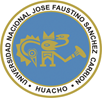 UNIVERSIDAD NACIONAL JOSE FAUSTINO SANCHEZ CARRION
HUACHO